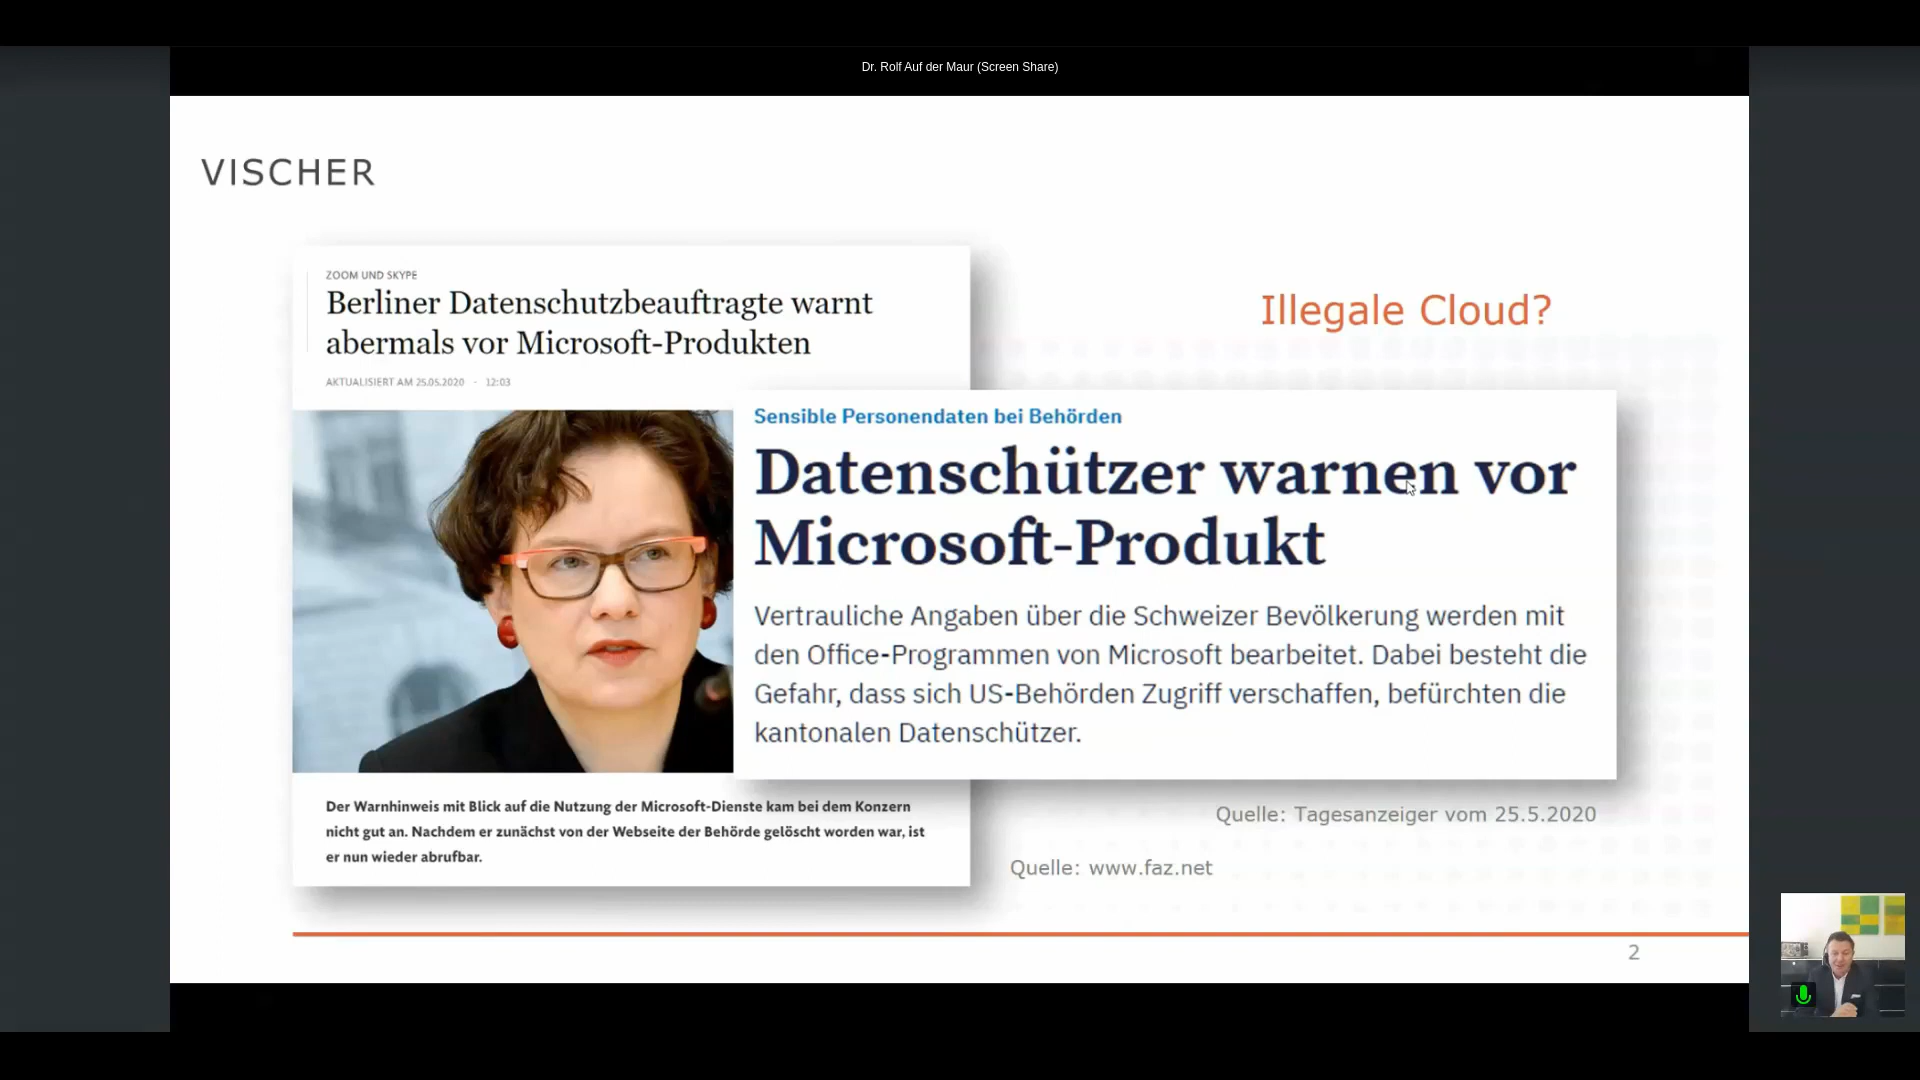 Dr. Rolf Auf der Maur (Screen Share)
VISCHER
ZOOM UND SKYPE
Berliner Datenschutzbeauftragte warnt
abermals vor Microsoft-Produkten
AKTUALISIERT AM 25.05.2020 - 12:03
Illegale Cloud?
Sensible Personendaten bei Behörden
Datenschützer warnen vor
Microsoft-Produkt
Vertrauliche Angaben über die Schweizer Bevölkerung werden mit
den Office-Programmen von Microsoft bearbeitet. Dabei besteht die
Gefahr, dass sich US-Behörden Zugriff verschaffen, befürchten die
kantonalen Datenschützer.
Der Warnhinweis mit Blick auf die Nutzung der Microsoft-Dienste kam bei dem Konzern
nicht gut an. Nachdem er zunächst von der Webseite der Behörde gelöscht worden war, ist
er nun wieder abrufbar.
Quelle: Tagesanzeiger vom 25.5.2020
Quelle: www.faz.net
2